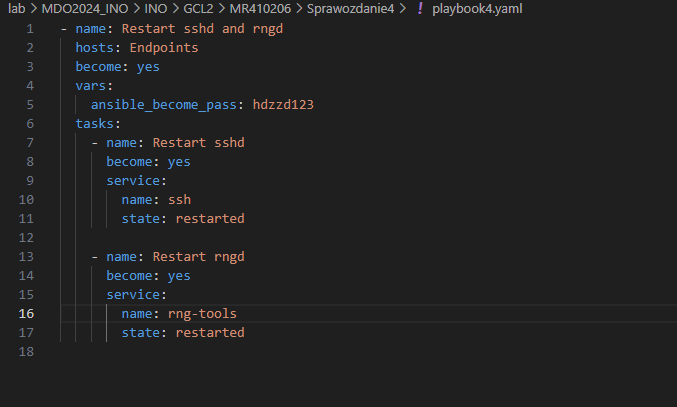 lab > MDO2024_INO > INO > GCL2 > MR410206 > Sprawozdanie4 > ! playbook4.yaml
1 - name: Restart sshd and rngd
2 hosts: Endpoints
3 become: yes
4 vars:
5 ansible_become_pass: hdzzd123
6 tasks:
7 - name: Restart sshd
8 become: yes
9 service:
10 name: ssh
11 state: restarted
12
13 - name: Restart rngd
14 become: yes
15 service:
16 name: rng-tools
17 state: restarted
18